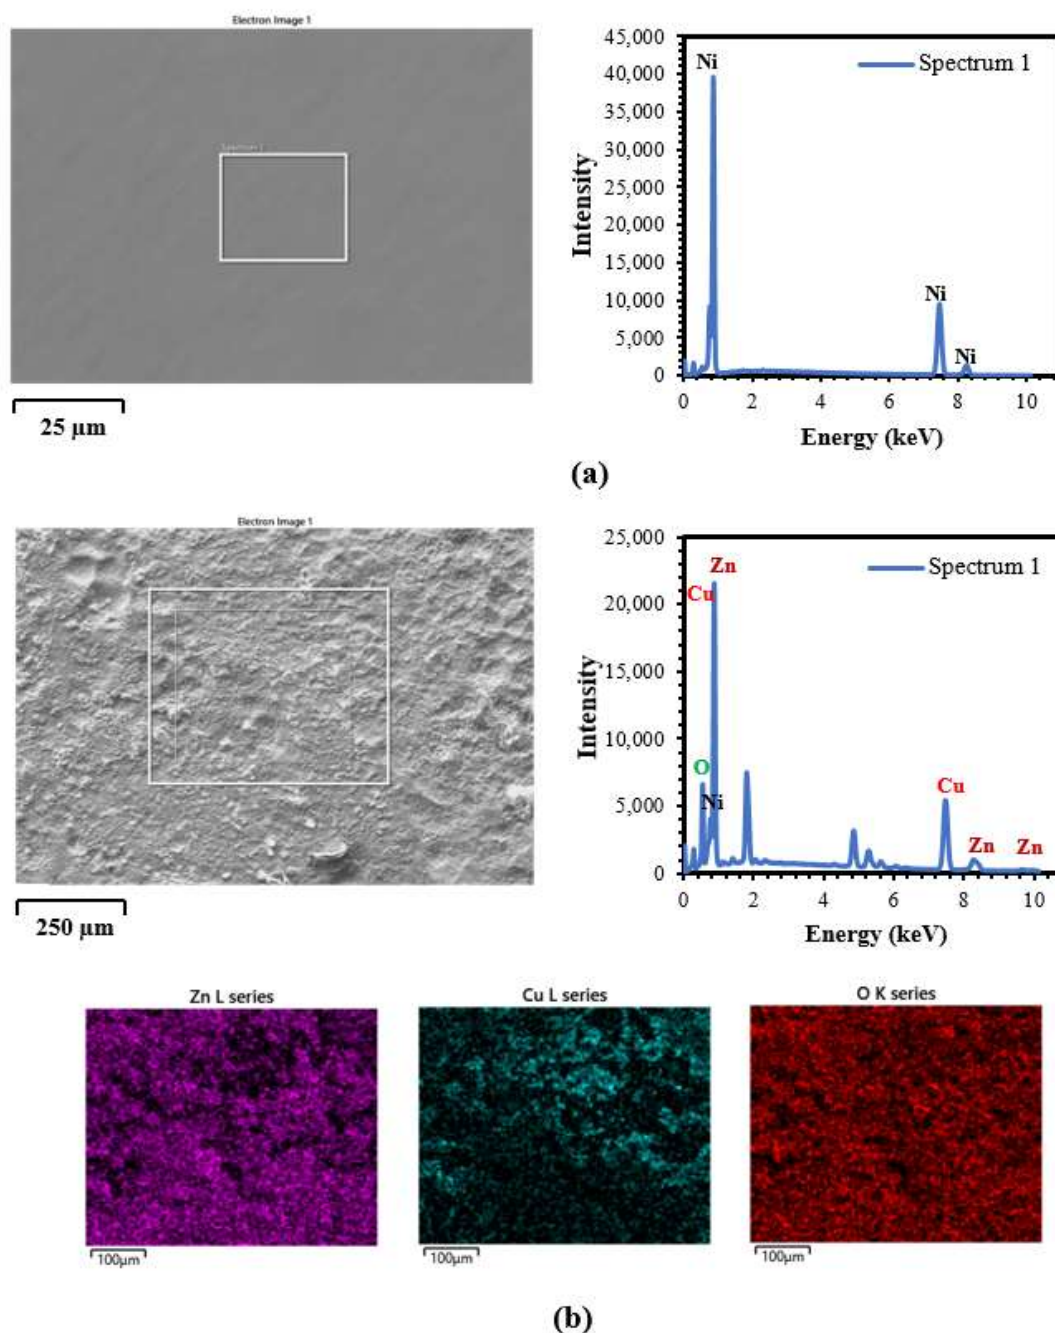 Electron Image 1
Spectrum 1
25 μm
45,000
40,000
35,000
30,000
25,000
20,000
15,000
10,000
5,000
0
Intensity
Ni
Spectrum 1
Ni
Ni
0 2 4 6 8 10
Energy (keV)
(a)
Electron Image 1
250 μm
25,000
20,000
15,000
10,000
5,000
0
Intensity
Zn
Spectrum 1
Cu
O
Ni
Cu
Zn
Zn
0 2 4 6 8 10
Energy (keV)
Zn L series
100μm
Cu L series
100μm
O K series
100μm
(b)